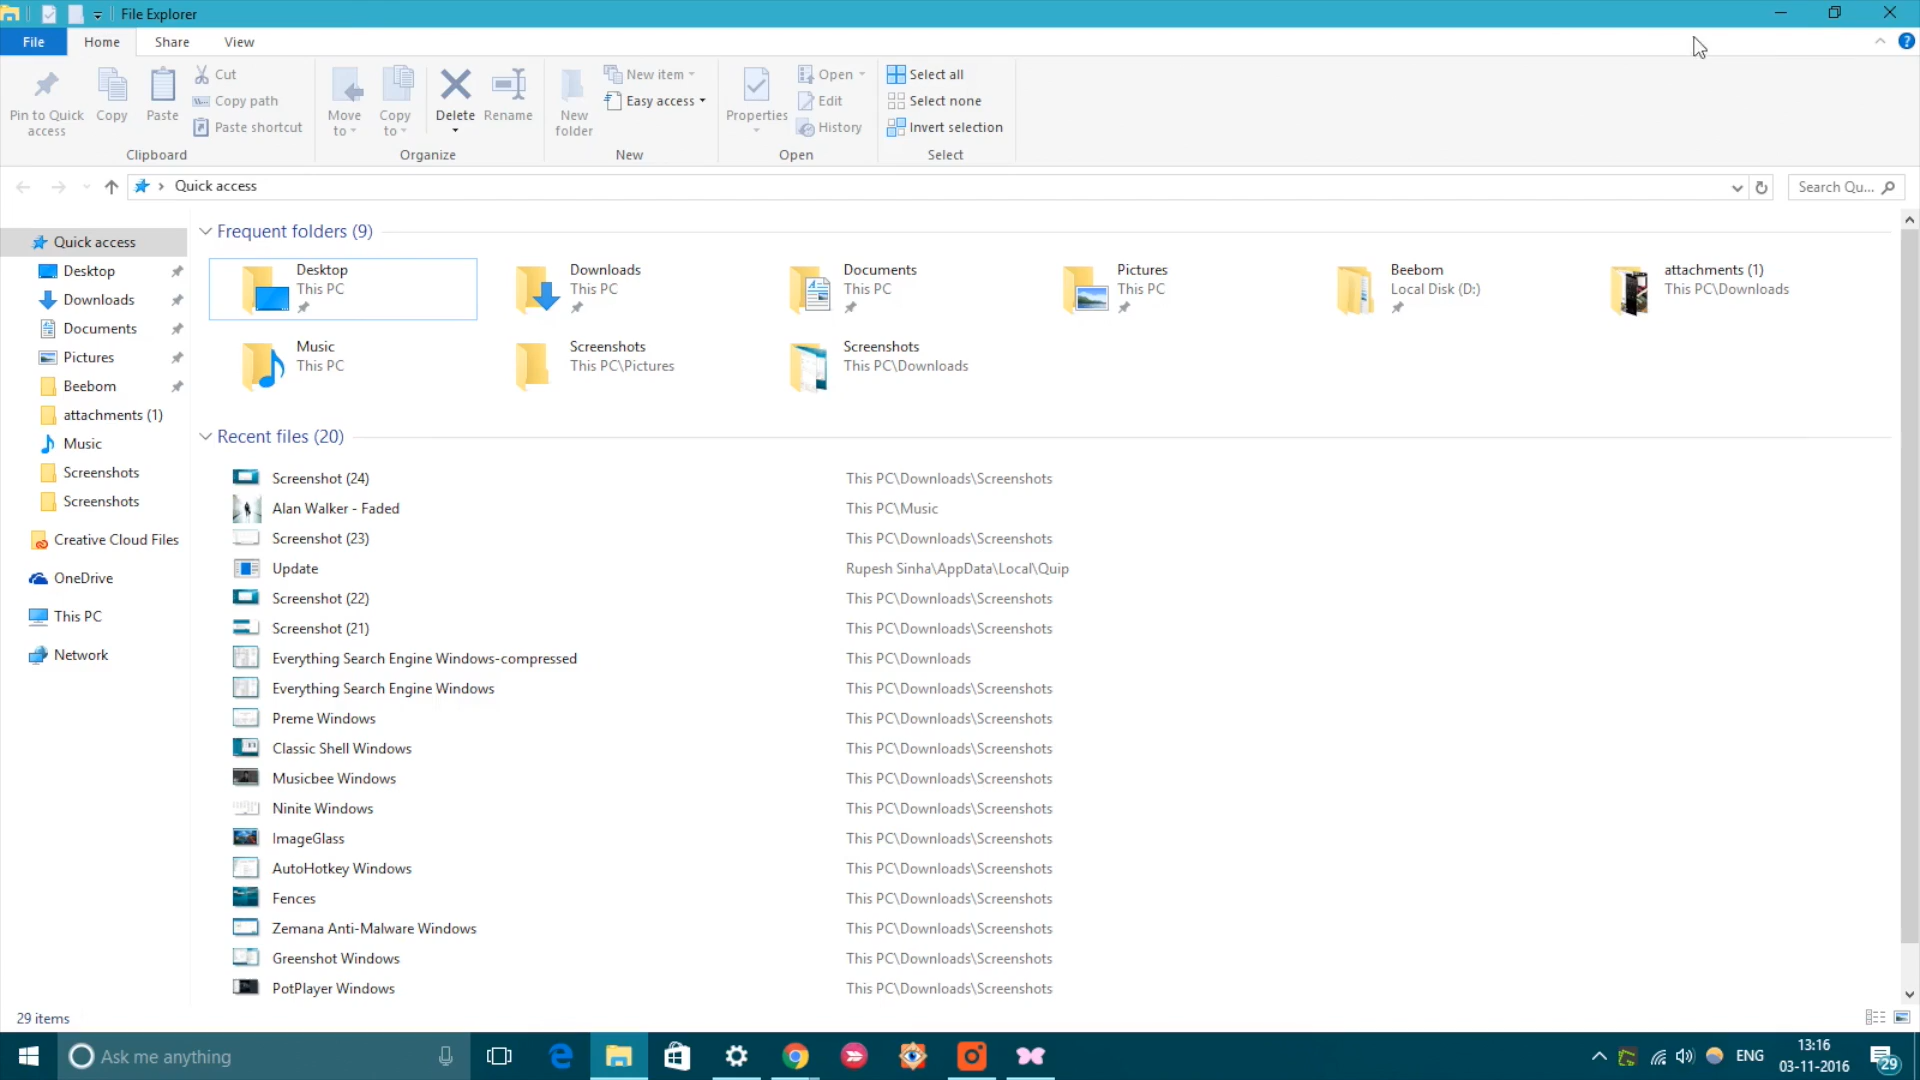 File Explorer
File Home Share View
Pin to Quick access
Copy
Paste
Cut
Copy path
Paste shortcut
Clipboard
Move to
Copy to
Delete
Rename
Organize
New folder
New item
Easy access
New
Properties
Open
Edit
History
Open
Select all
Select none
Invert selection
Select
Quick access
Search Qu...
Quick access
Desktop
Downloads
Documents
Pictures
Beebom
attachments (1)
Music
Screenshots
Screenshots
Creative Cloud Files
OneDrive
This PC
Network
Frequent folders (9)
Desktop
This PC
Downloads
This PC
Documents
This PC
Pictures
This PC
Beebom
Local Disk (D:)
attachments (1)
This PC\Downloads
Music
This PC
Screenshots
This PC\Pictures
Screenshots
This PC\Downloads
Recent files (20)
Screenshot (24) This PC\Downloads\Screenshots
Alan Walker - Faded This PC\Music
Screenshot (23) This PC\Downloads\Screenshots
Update Rupesh Sinha\AppData\Local\Quip
Screenshot (22) This PC\Downloads\Screenshots
Screenshot (21) This PC\Downloads\Screenshots
Everything Search Engine Windows-compressed This PC\Downloads
Everything Search Engine Windows This PC\Downloads\Screenshots
Preme Windows This PC\Downloads\Screenshots
Classic Shell Windows This PC\Downloads\Screenshots
Musicbee Windows This PC\Downloads\Screenshots
Ninite Windows This PC\Downloads\Screenshots
ImageGlass This PC\Downloads\Screenshots
AutoHotkey Windows This PC\Downloads\Screenshots
Fences This PC\Downloads\Screenshots
Zemana Anti-Malware Windows This PC\Downloads\Screenshots
Greenshot Windows This PC\Downloads\Screenshots
PotPlayer Windows This PC\Downloads\Screenshots
29 items
Ask me anything
ENG
13:16
03-11-2016
29